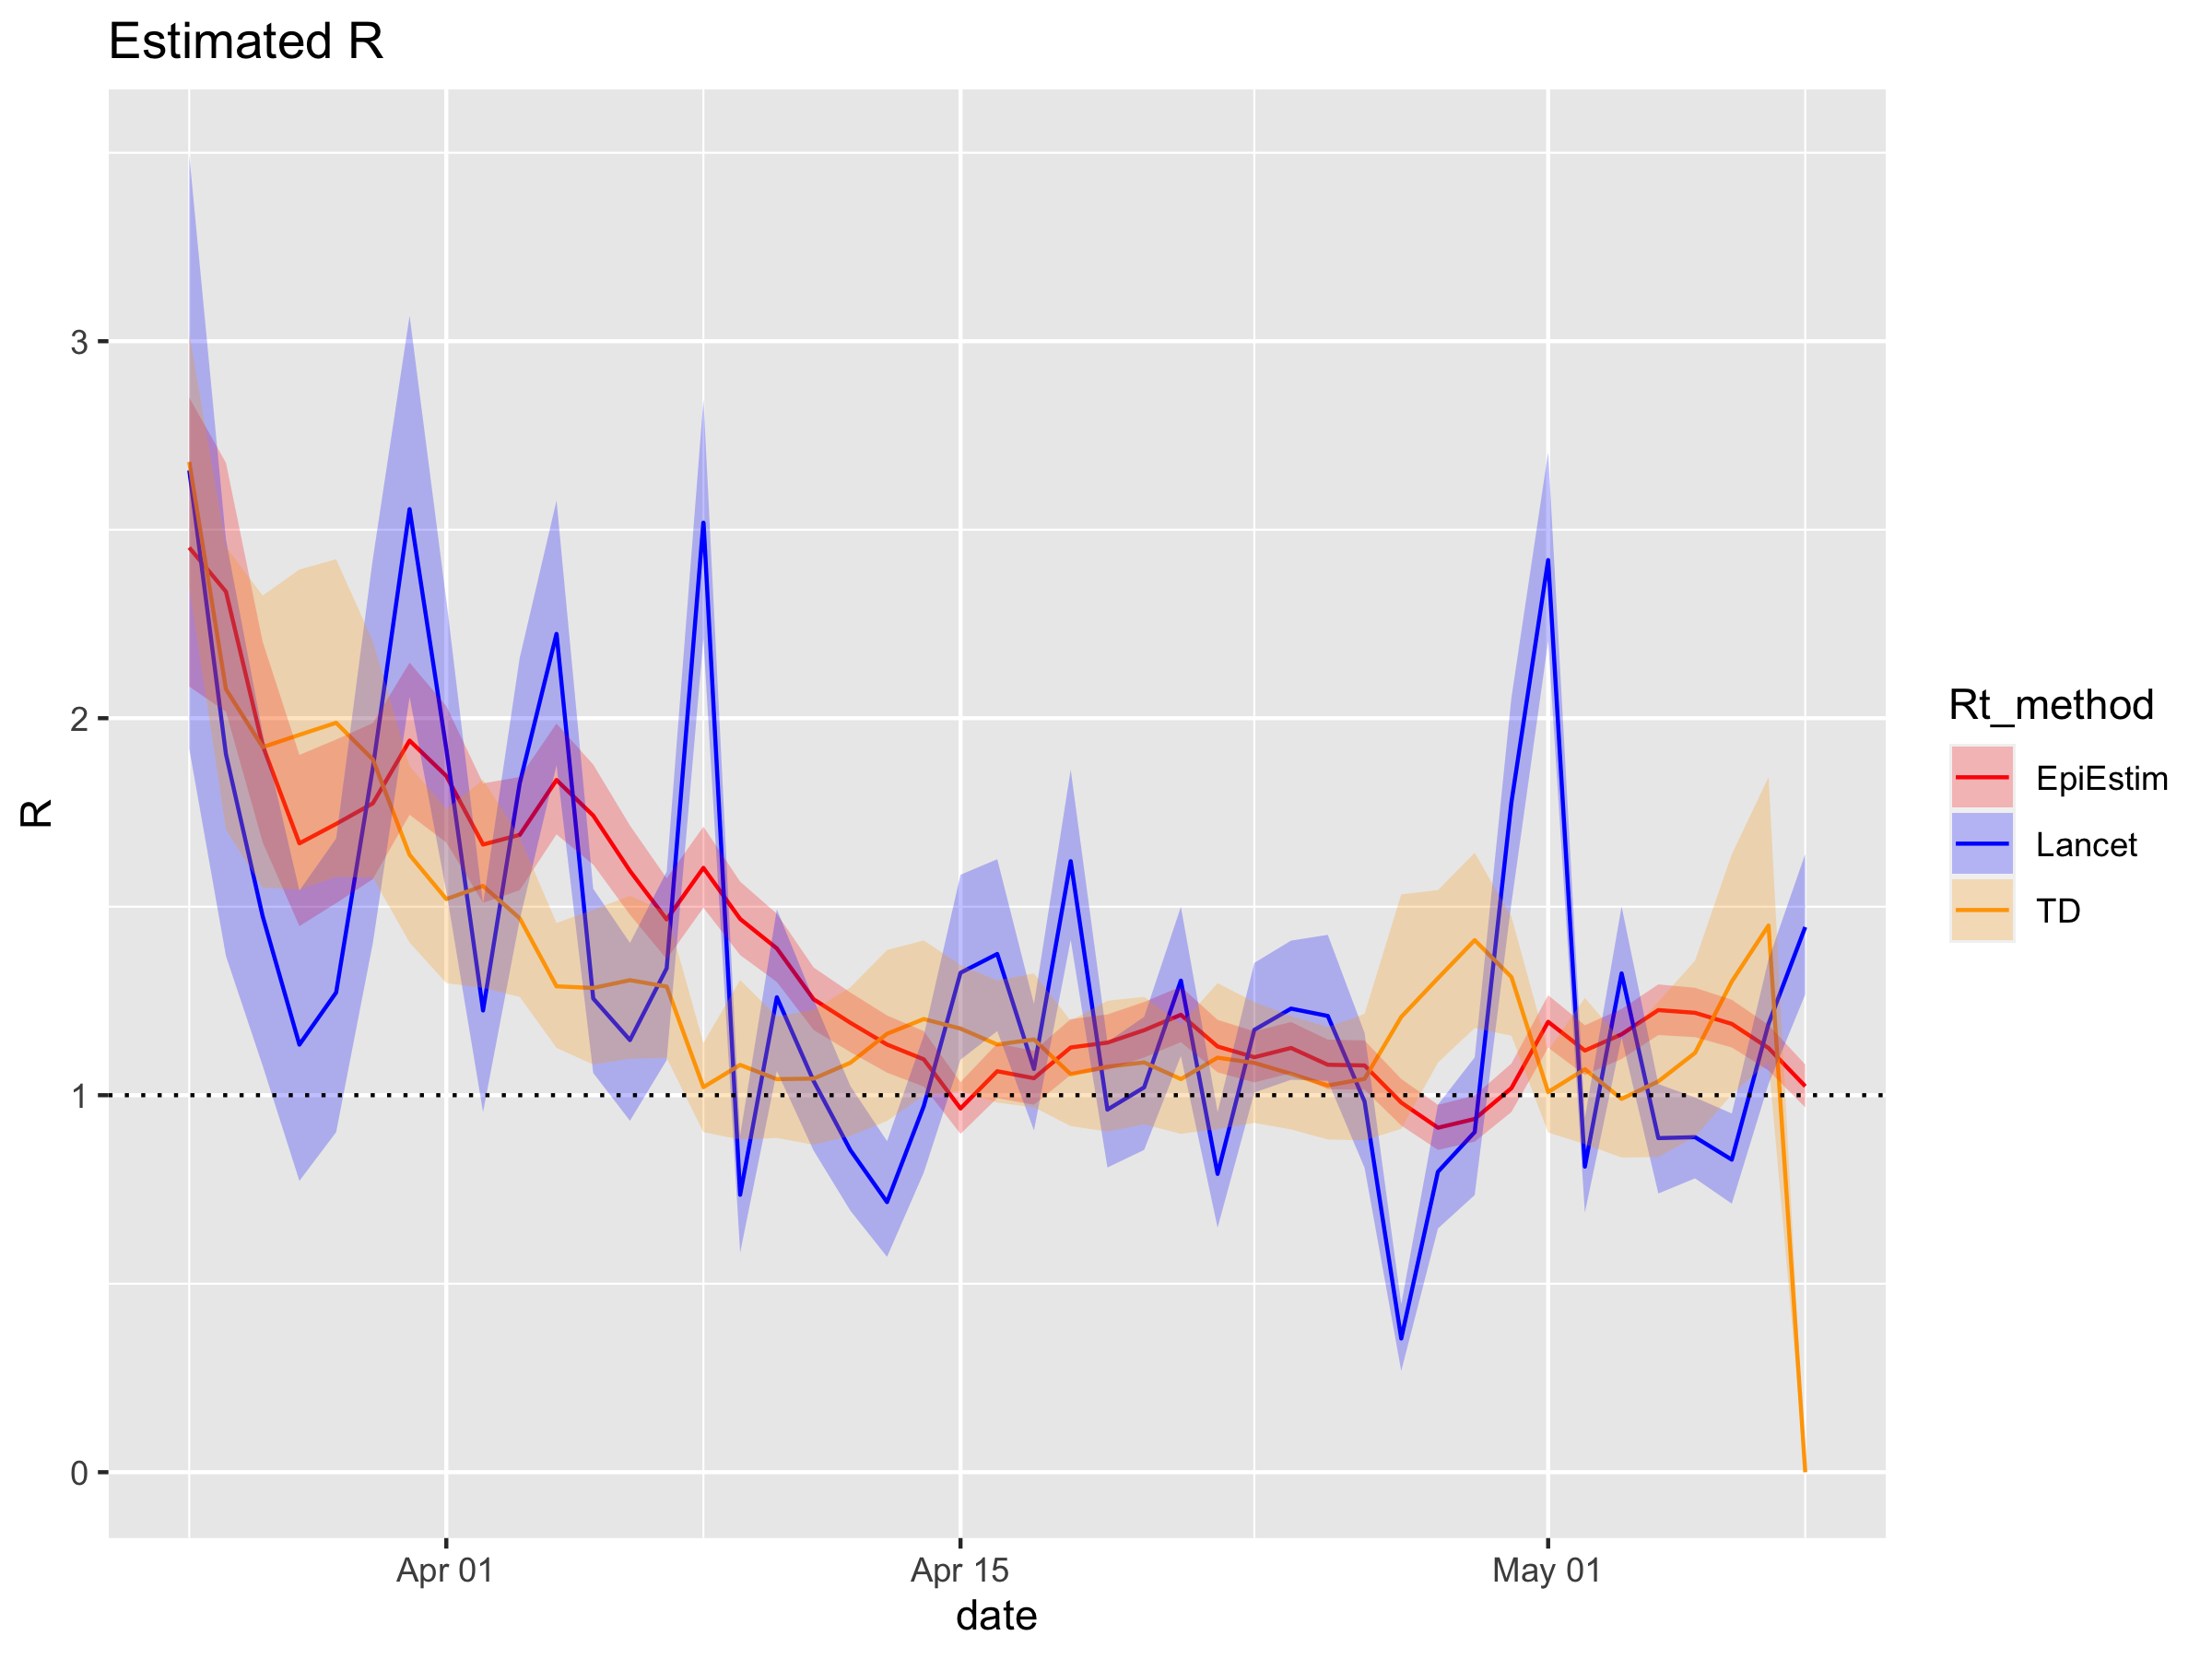 Estimated R
3
2
1
0
R
Apr 01
Apr 15
May 01
date
Rt_method
EpiEstim
Lancet
TD